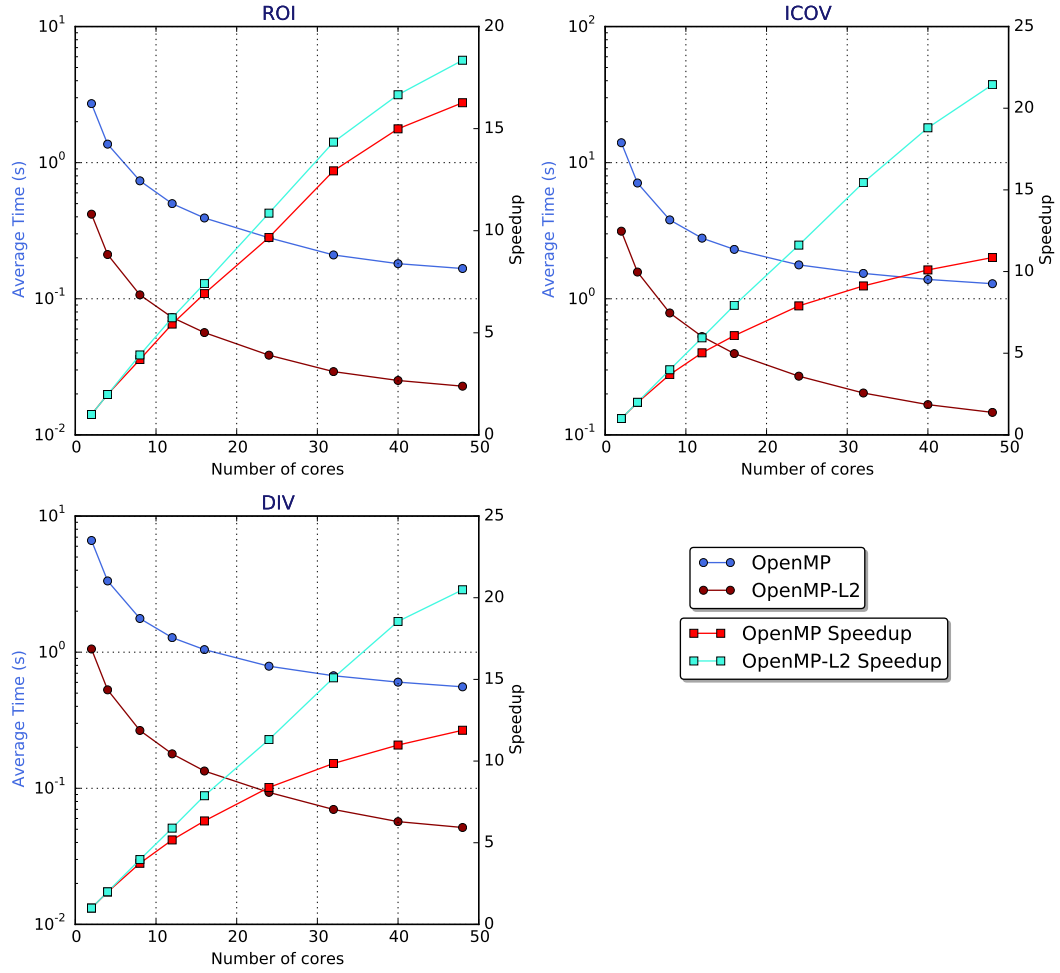 ROI
10^1
10^0
10^-1
10^-2
Average Time (s)
20
15
10
5
0
Speedup
0 10 20 30 40 50
Number of cores
ICOV
10^2
10^1
10^0
10^-1
Average Time (s)
25
20
15
10
5
0
Speedup
0 10 20 30 40 50
Number of cores
DIV
10^1
10^0
10^-1
10^-2
Average Time (s)
25
20
15
10
5
0
Speedup
0 10 20 30 40 50
Number of cores
OpenMP
OpenMP-L2
OpenMP Speedup
OpenMP-L2 Speedup